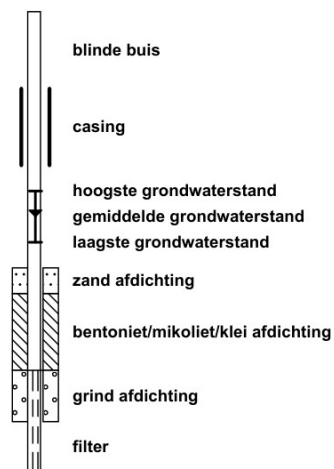 blinde buis
casing
hoogste grondwaterstand
gemiddelde grondwaterstand
laagste grondwaterstand
zand afdichting
bentoniet/mikoliet/klei afdichting
grind afdichting
filter